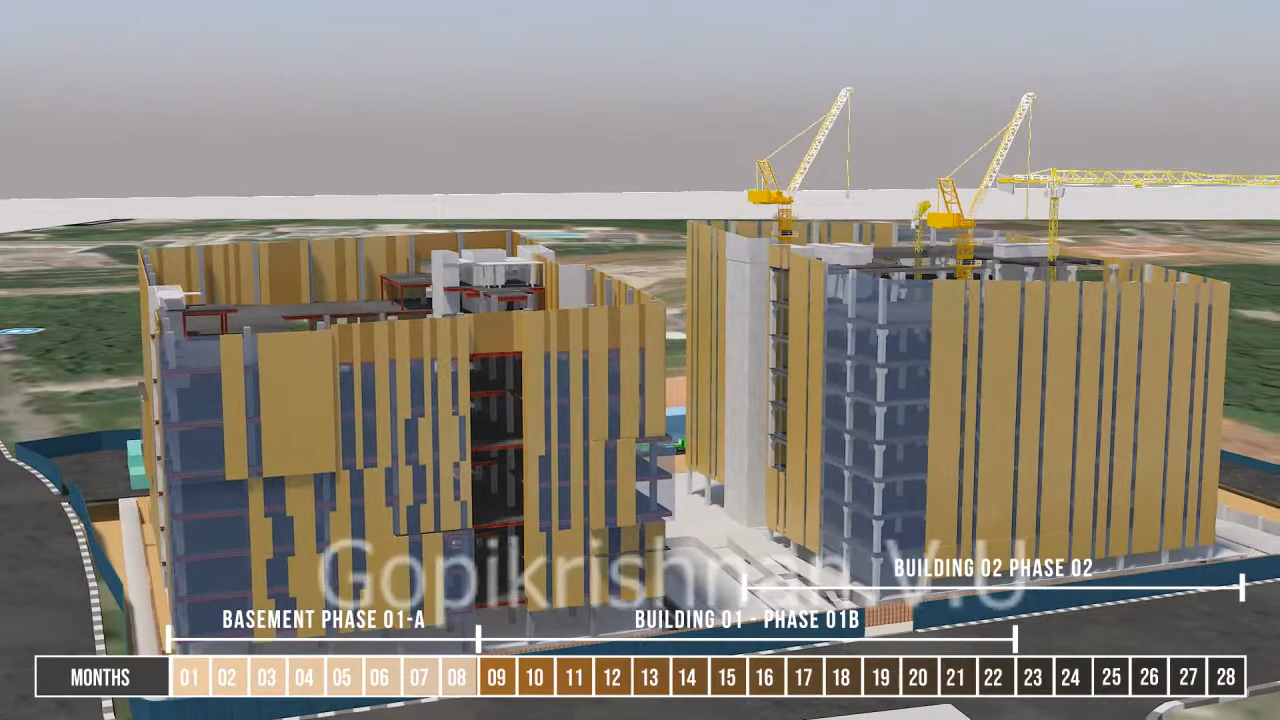 Gopikrishnan V.U
BUILDING 02 PHASE 02
BASEMENT PHASE 01-A
BUILDING 01 - PHASE 01B
MONTHS 01 02 03 04 05 06 07 08 09 10 11 12 13 14 15 16 17 18 19 20 21 22 23 24 25 26 27 28